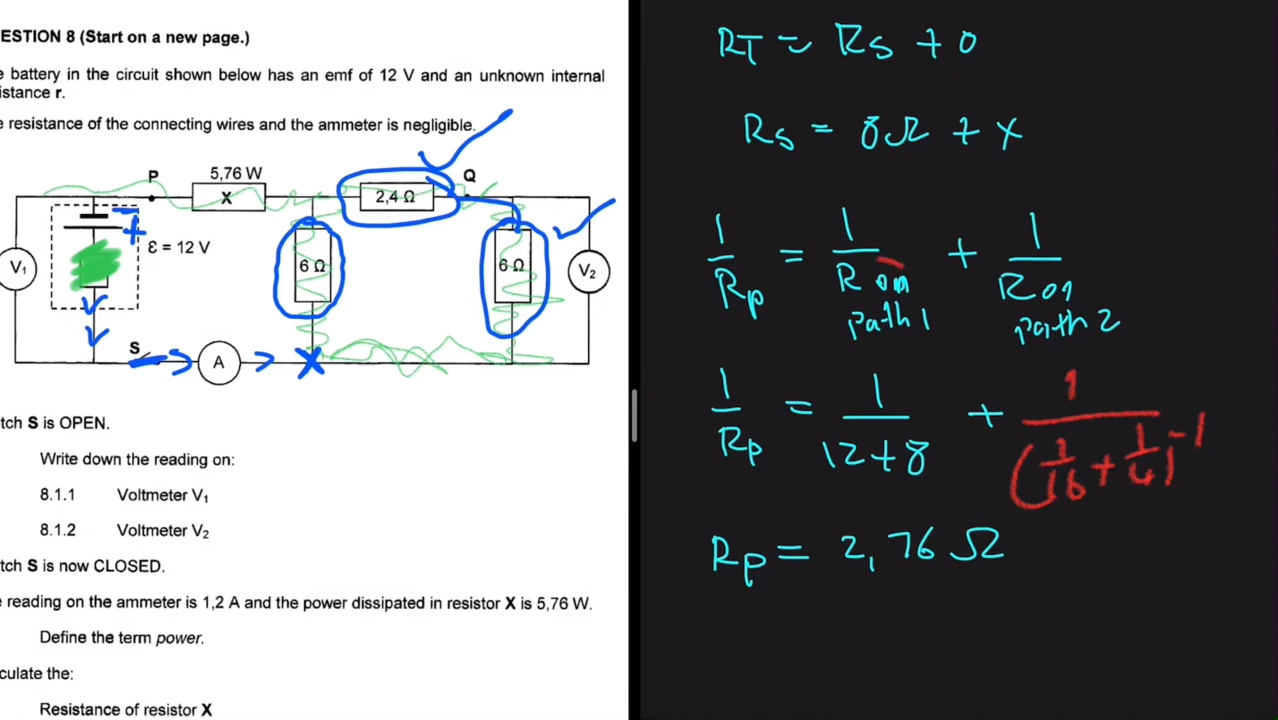 ESTION 8 (Start on a new page.)
e battery in the circuit shown below has an emf of 12 V and an unknown internal
istance r.
e resistance of the connecting wires and the ammeter is negligible.
P
5,76 W
X
2,4 Ω
Q
+
ε = 12 V
V1
6 Ω
6 Ω
V2
S
A
X
tch S is OPEN.
Write down the reading on:
8.1.1 Voltmeter V1
8.1.2 Voltmeter V2
tch S is now CLOSED.
e reading on the ammeter is 1,2 A and the power dissipated in resistor X is 5,76 W.
Define the term power.
culate the:
Resistance of resistor X
RT = Rs + 0
Rs = 8Ω + x
1/Rp = 1/R on path 1 + 1/R on path 2
1/Rp = 1/(12+8) + 1/(1/16 + 1/4)^-1
Rp = 2,76 Ω